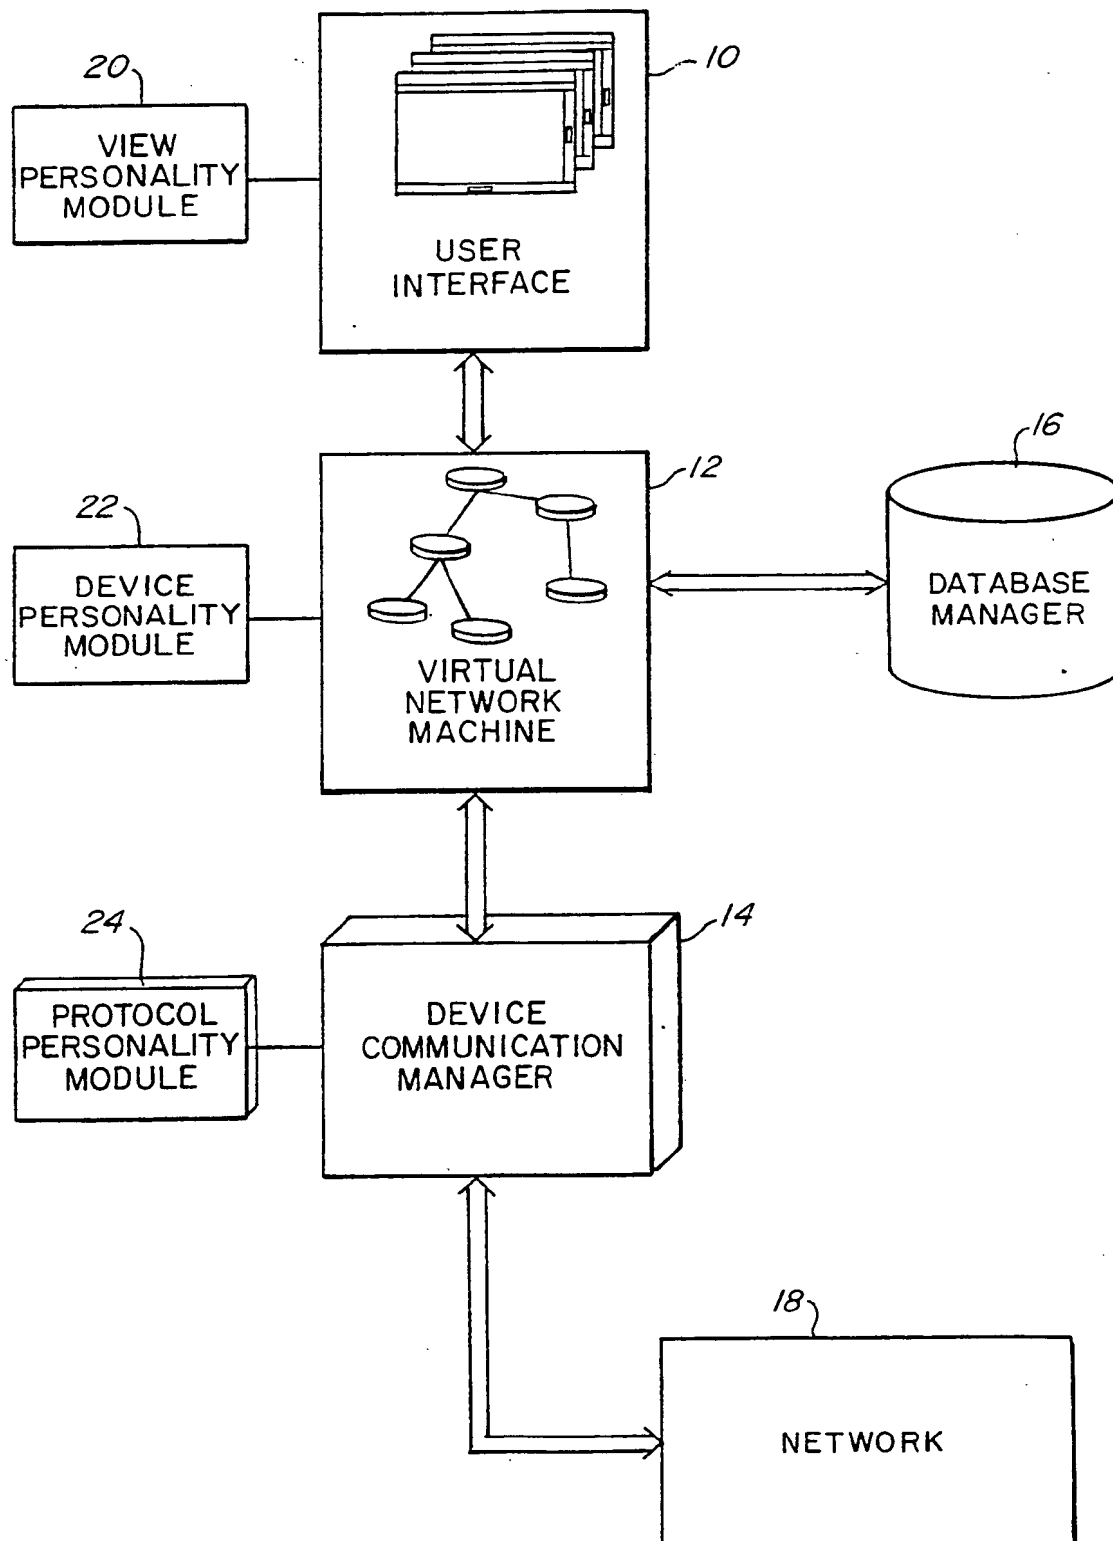 10
20
VIEW
PERSONALITY
MODULE
USER
INTERFACE
12
16
22
DEVICE
PERSONALITY
MODULE
DATABASE
MANAGER
VIRTUAL
NETWORK
MACHINE
14
24
PROTOCOL
PERSONALITY
MODULE
DEVICE
COMMUNICATION
MANAGER
18
NETWORK